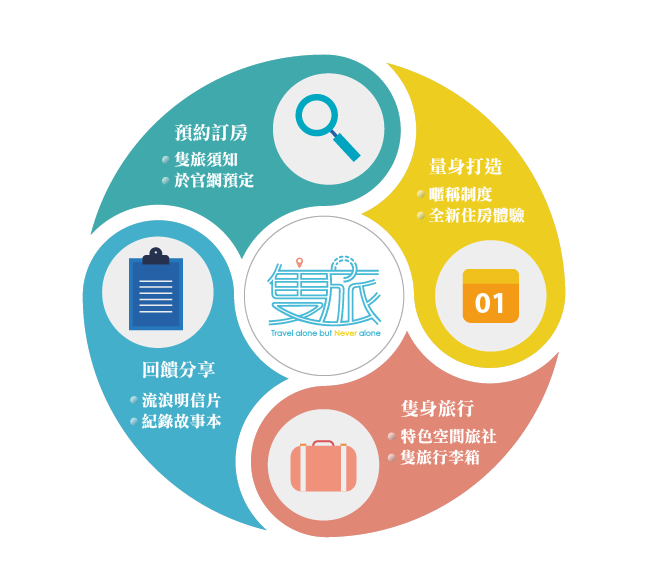 預約訂房
隻旅須知
於官網預定
量身打造
暱稱制度
全新住房體驗
01
隻旅
Travel alone but Never alone
回饋分享
流浪明信片
紀錄故事本
隻身旅行
特色空間旅社
隻旅行李箱